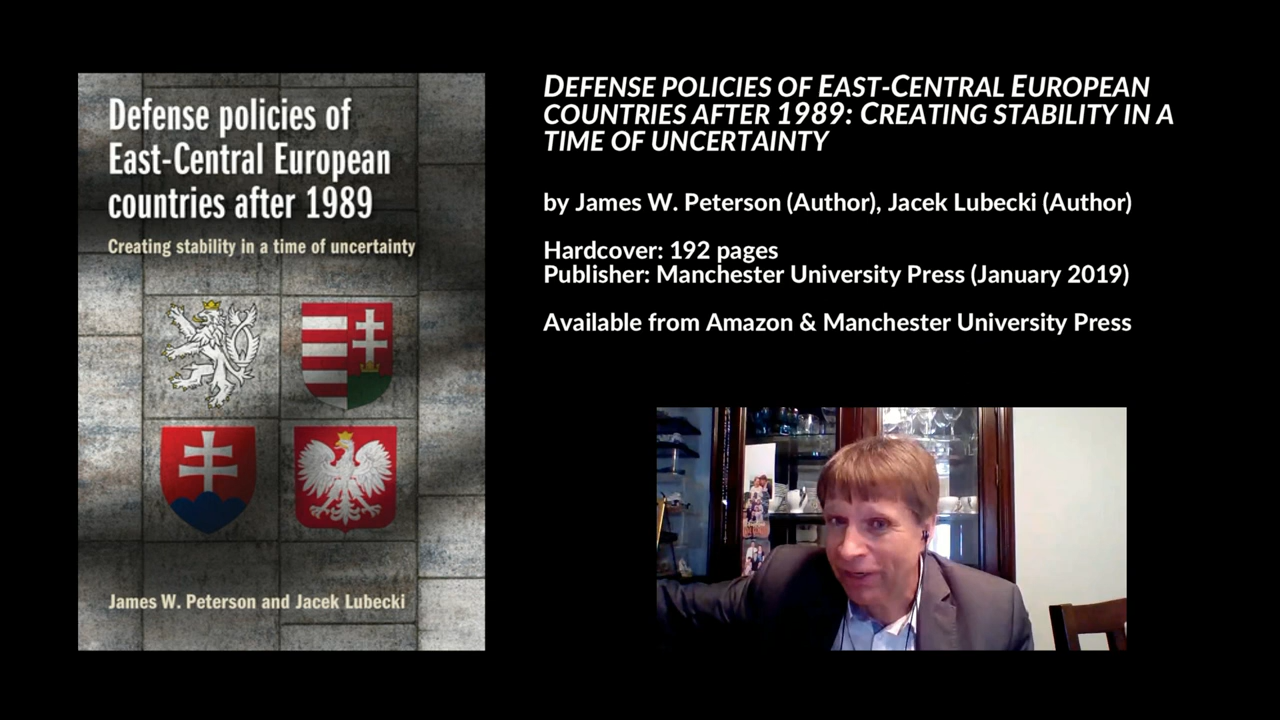 Defense policies of
East-Central European
countries after 1989
Creating stability in a time of uncertainty
James W. Peterson and Jacek Lubecki
DEFENSE POLICIES OF EAST-CENTRAL EUROPEAN
COUNTRIES AFTER 1989: CREATING STABILITY IN A
TIME OF UNCERTAINTY
by James W. Peterson (Author), Jacek Lubecki (Author)
Hardcover: 192 pages
Publisher: Manchester University Press (January 2019)
Available from Amazon & Manchester University Press